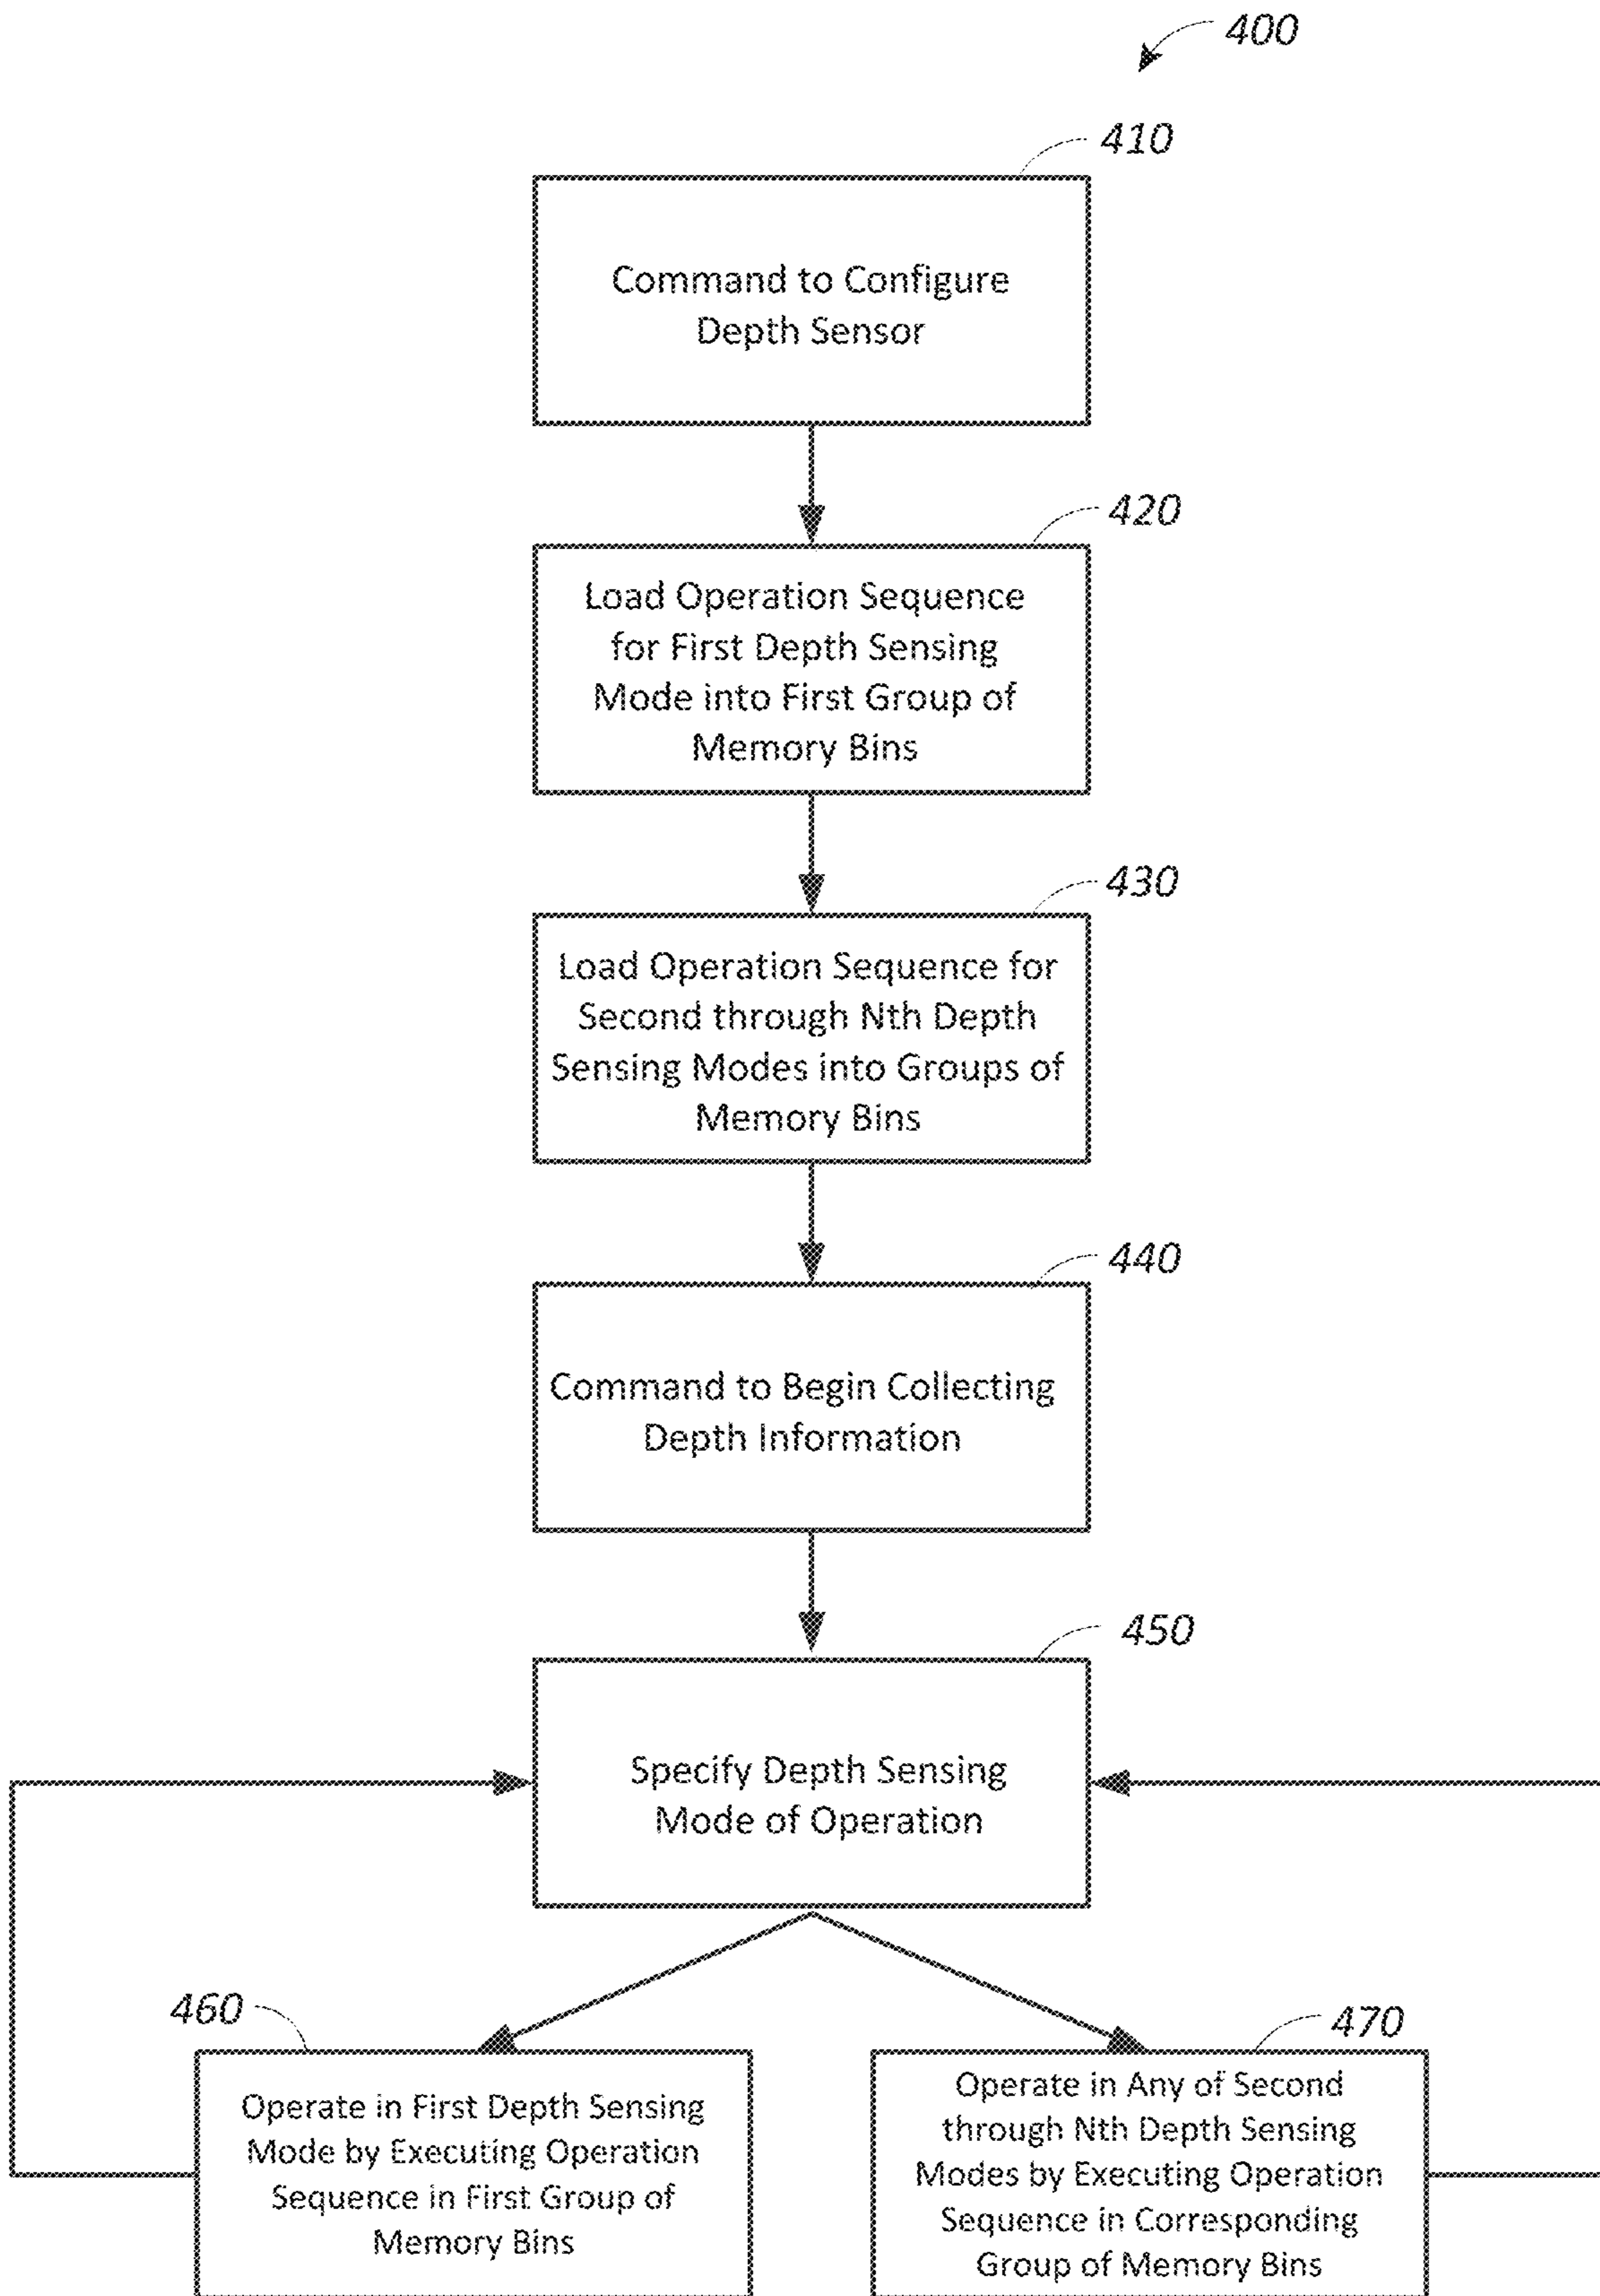 400
410
Command to Configure
Depth Sensor
420
Load Operation Sequence
for First Depth Sensing
Mode into First Group of
Memory Bins
430
Load Operation Sequence for
Second through Nth Depth
Sensing Modes into Groups of
Memory Bins
440
Command to Begin Collecting
Depth Information
450
Specify Depth Sensing
Mode of Operation
460
Operate in First Depth Sensing
Mode by Executing Operation
Sequence in First Group of
Memory Bins
470
Operate in Any of Second
through Nth Depth Sensing
Modes by Executing Operation
Sequence in Corresponding
Group of Memory Bins